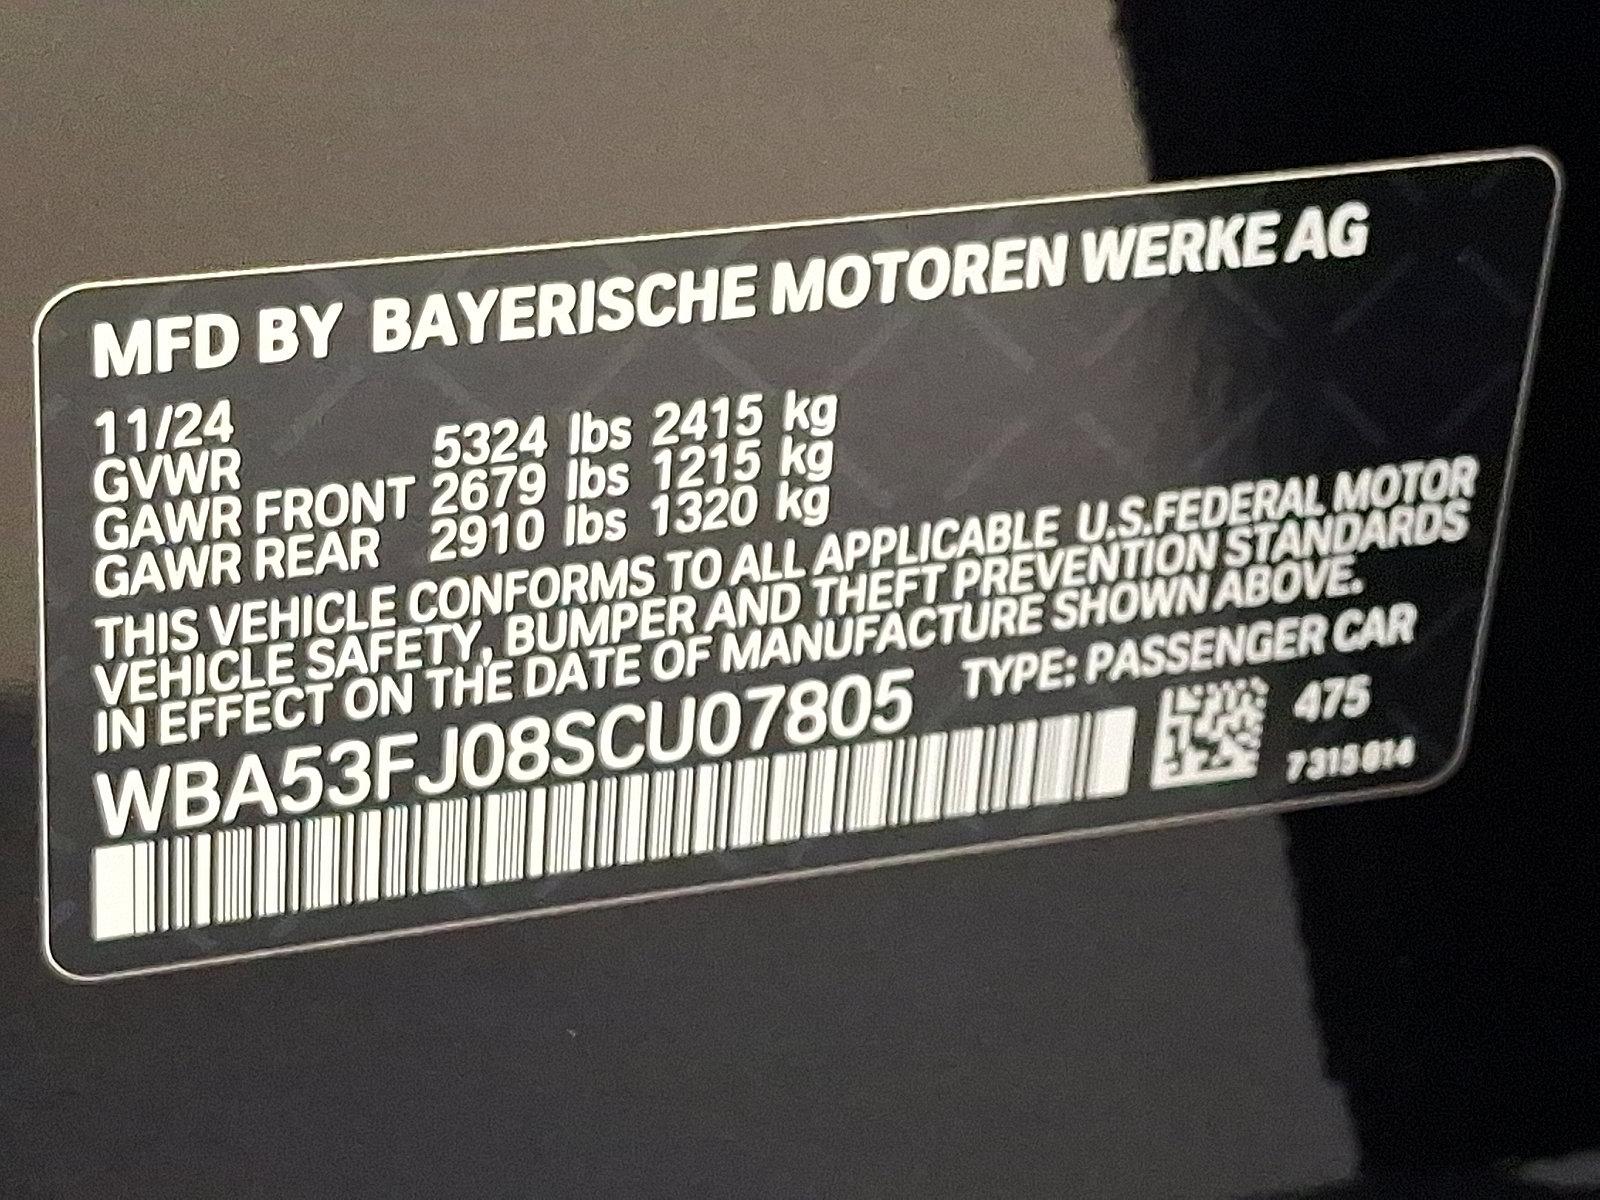 MFD BY BAYERISCHE MOTOREN WERKE AG
11/24
GVWR 5324 lbs 2415 kg
GAWR FRONT 2679 lbs 1215 kg
GAWR REAR 2910 lbs 1320 kg
THIS VEHICLE CONFORMS TO ALL APPLICABLE U.S.FEDERAL MOTOR
VEHICLE SAFETY, BUMPER AND THEFT PREVENTION STANDARDS
IN EFFECT ON THE DATE OF MANUFACTURE SHOWN ABOVE.
WBA53FJ08SCU07805 TYPE: PASSENGER CAR
475